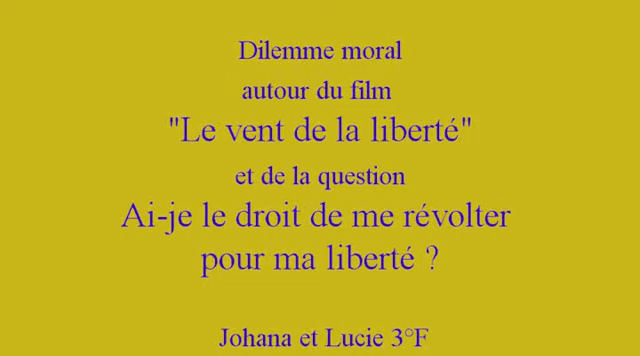 Dilemme moral
autour du film
"Le vent de la liberté"
et de la question
Ai-je le droit de me révolter
pour ma liberté ?
Johana et Lucie 3°F